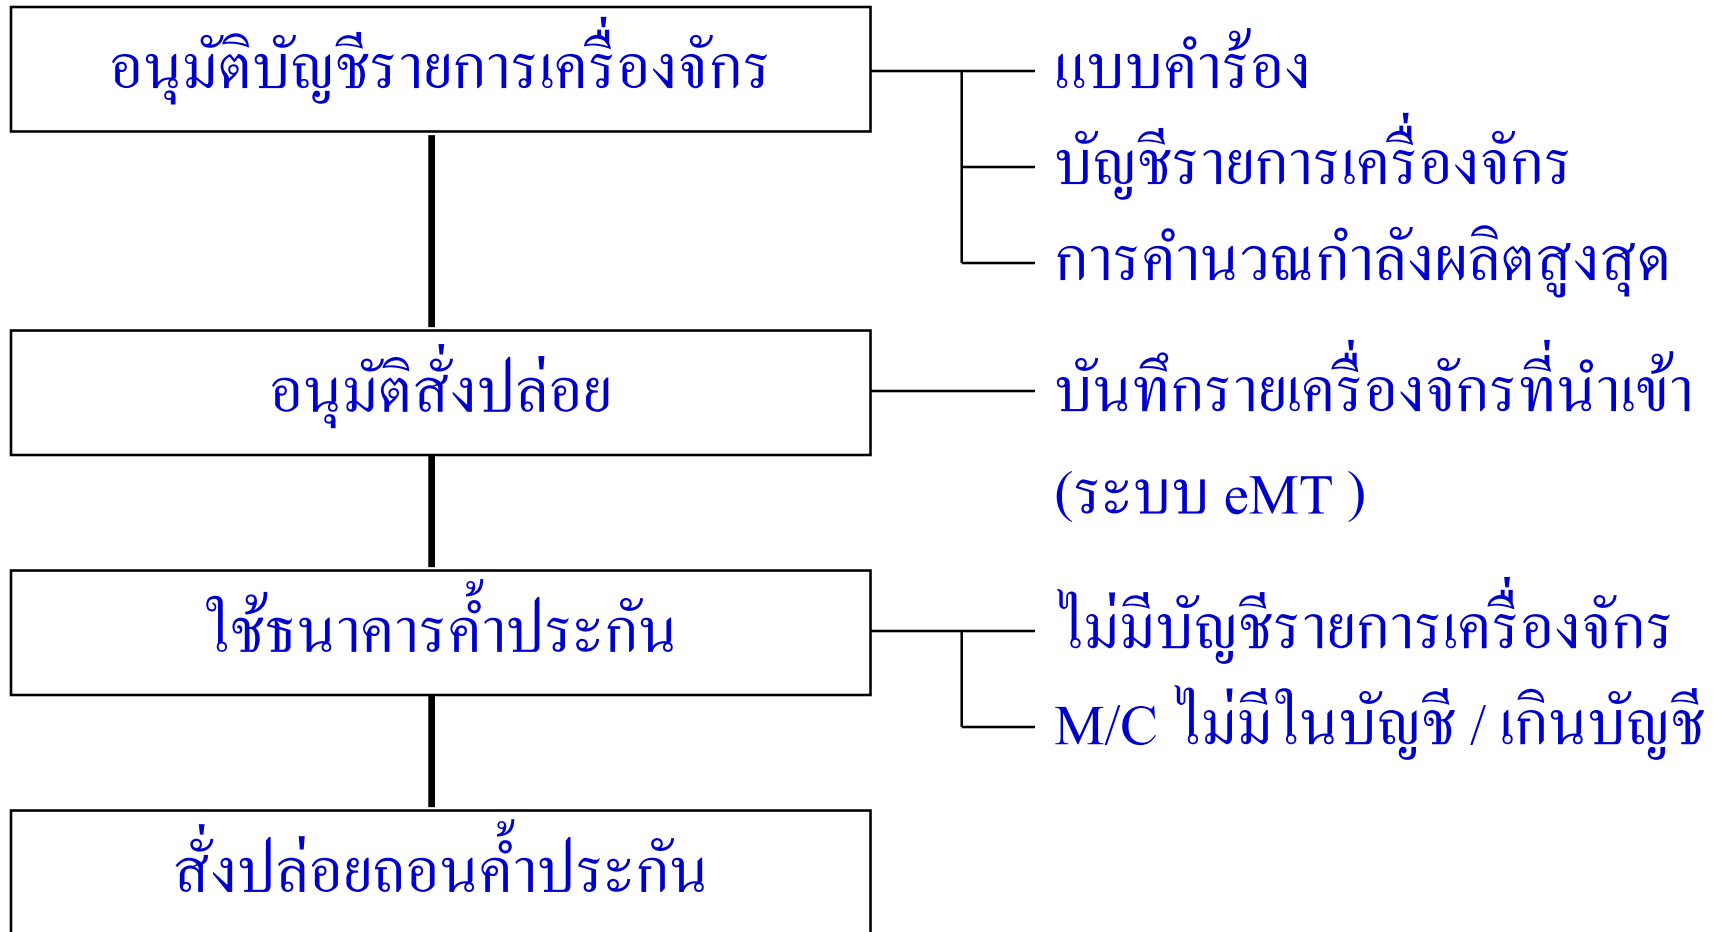 อนุมัติบัญชีรายการเครื่องจักร
แบบคำร้อง
บัญชีรายการเครื่องจักร
การคำนวณกำลังผลิตสูงสุด
อนุมัติสั่งปล่อย
บันทึกรายเครื่องจักรที่นำเข้า
(ระบบ eMT )
ใช้ธนาคารค้ำประกัน
ไม่มีบัญชีรายการเครื่องจักร
M/C ไม่มีในบัญชี / เกินบัญชี
สั่งปล่อยถอนค้ำประกัน